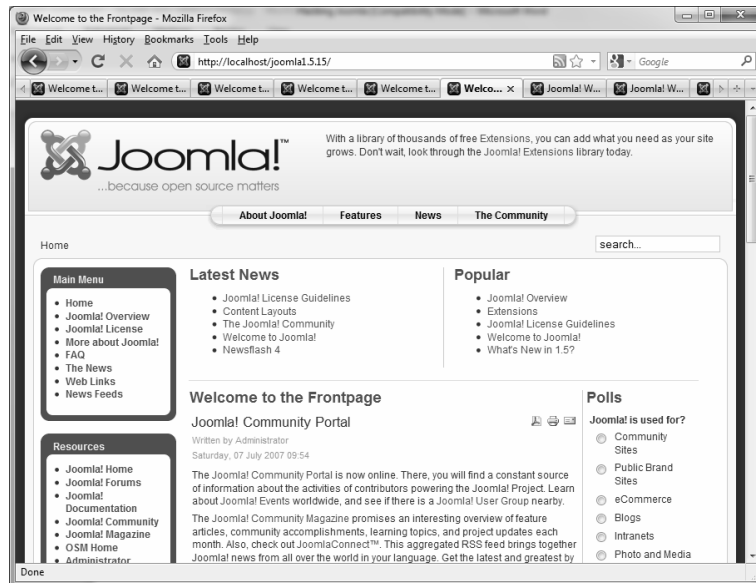 Welcome to the Frontpage - Mozilla Firefox
File Edit View History Bookmarks Tools Help
http://localhost/joomla1.5.15/
Google
Welcome t... Welcome t... Welcome t... Welcome t... Welcome t... Welco... Joomla! W... Joomla! W...
Joomla!™
...because open source matters
With a library of thousands of free Extensions, you can add what you need as your site
grows. Don't wait, look through the Joomla! Extensions library today.
About Joomla! Features News The Community
Home
search...
Main Menu
Home
Joomla! Overview
Joomla! License
More about Joomla!
FAQ
The News
Web Links
News Feeds
Resources
Joomla! Home
Joomla! Forums
Joomla!
Documentation
Joomla! Community
Joomla! Magazine
OSM Home
Administrator
Latest News
Joomla! License Guidelines
Content Layouts
The Joomla! Community
Welcome to Joomla!
Newsflash 4
Popular
Joomla! Overview
Extensions
Joomla! License Guidelines
Welcome to Joomla!
What's New in 1.5?
Welcome to the Frontpage
Joomla! Community Portal
Written by Administrator
Saturday, 07 July 2007 09:54
The Joomla! Community Portal is now online. There, you will find a constant source
of information about the activities of contributors powering the Joomla! Project. Learn
about Joomla! Events worldwide, and see if there is a Joomla! User Group nearby.
The Joomla! Community Magazine promises an interesting overview of feature
articles, community accomplishments, learning topics, and project updates each
month. Also, check out JoomlaConnect™. This aggregated RSS feed brings together
Joomla! news from all over the world in your language. Get the latest and greatest by
Polls
Joomla! is used for?
Community
Sites
Public Brand
Sites
eCommerce
Blogs
Intranets
Photo and Media
Done